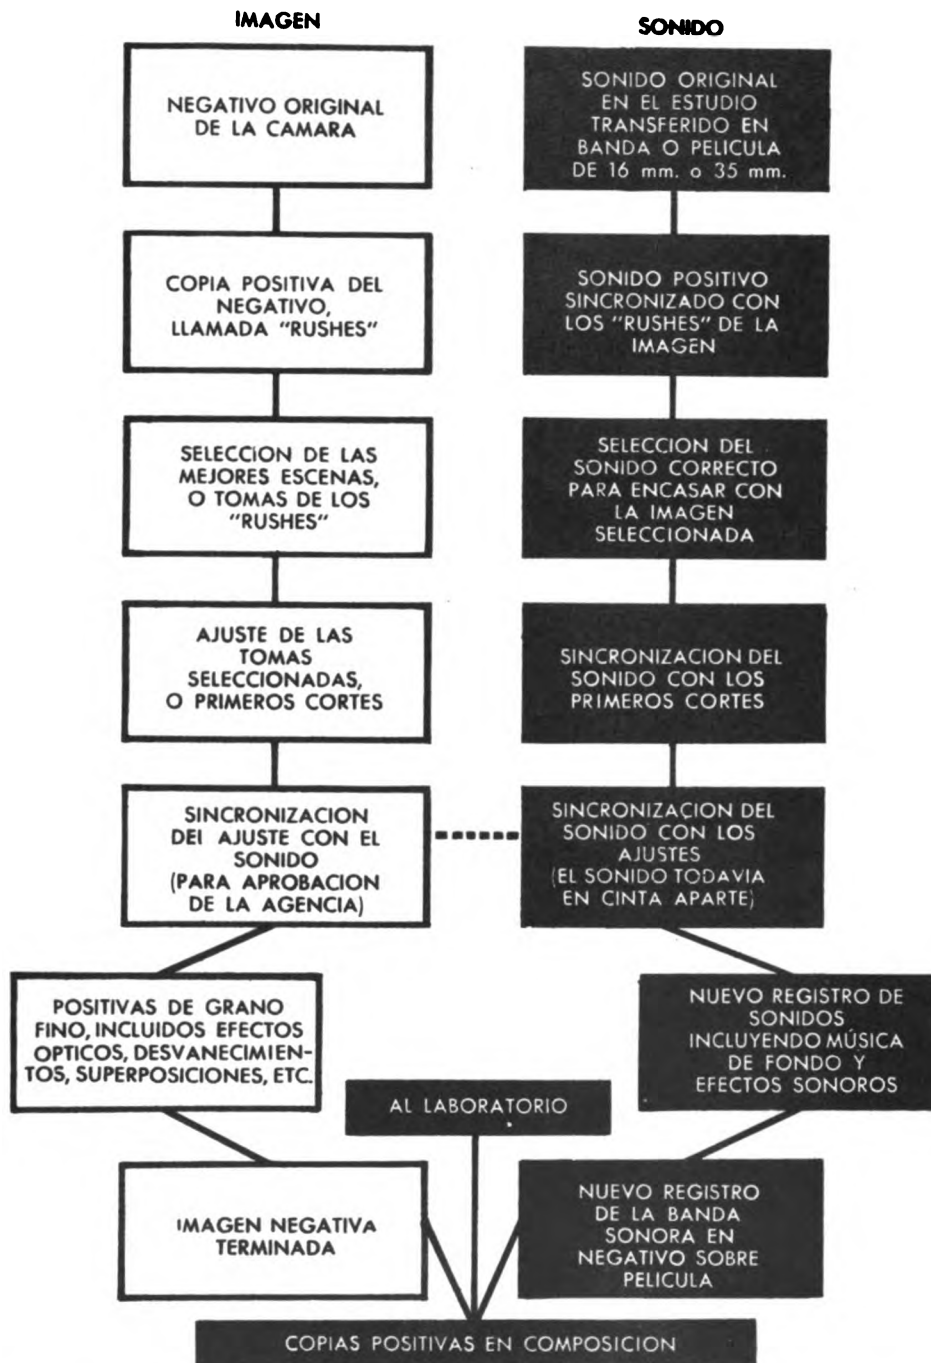 IMAGEN
NEGATIVO ORIGINAL
DE LA CAMARA
COPIA POSITIVA DEL
NEGATIVO,
LLAMADA "RUSHES"
SELECCION DE LAS
MEJORES ESCENAS,
O TOMAS DE LOS
"RUSHES"
AJUSTE DE LAS
TOMAS
SELECCIONADAS,
O PRIMEROS CORTES
SINCRONIZACION
DEl AJUSTE CON EL
SONIDO
(PARA APROBACION
DE LA AGENCIA)
POSITIVAS DE GRANO
FINO, INCLUIDOS EFECTOS
OPTICOS, DESVANECIMIEN-
TOS, SUPERPOSICIONES, ETC.
IMAGEN NEGATIVA
TERMINADA
SONIDO
SONIDO ORIGINAL
EN EL ESTUDIO
TRANSFERIDO EN
BANDA O PELICULA
DE 16 mm. o 35 mm.
SONIDO POSITIVO
SINCRONIZADO CON
LOS "RUSHES" DE LA
IMAGEN
SELECCION DEL
SONIDO CORRECTO
PARA ENCASAR CON
LA IMAGEN
SELECCIONADA
SINCRONIZACION DEL
SONIDO CON LOS
PRIMEROS CORTES
SINCRONIZACION DEL
SONIDO CON LOS
AJUSTES
(EL SONIDO TODAVIA
EN CINTA APARTE)
NUEVO REGISTRO DE
SONIDOS
INCLUYENDO MÚSICA
DE FONDO Y
EFECTOS SONOROS
NUEVO REGISTRO
DE LA BANDA
SONORA EN
NEGATIVO SOBRE
PELICULA
AL LABORATORIO
COPIAS POSITIVAS EN COMPOSICION